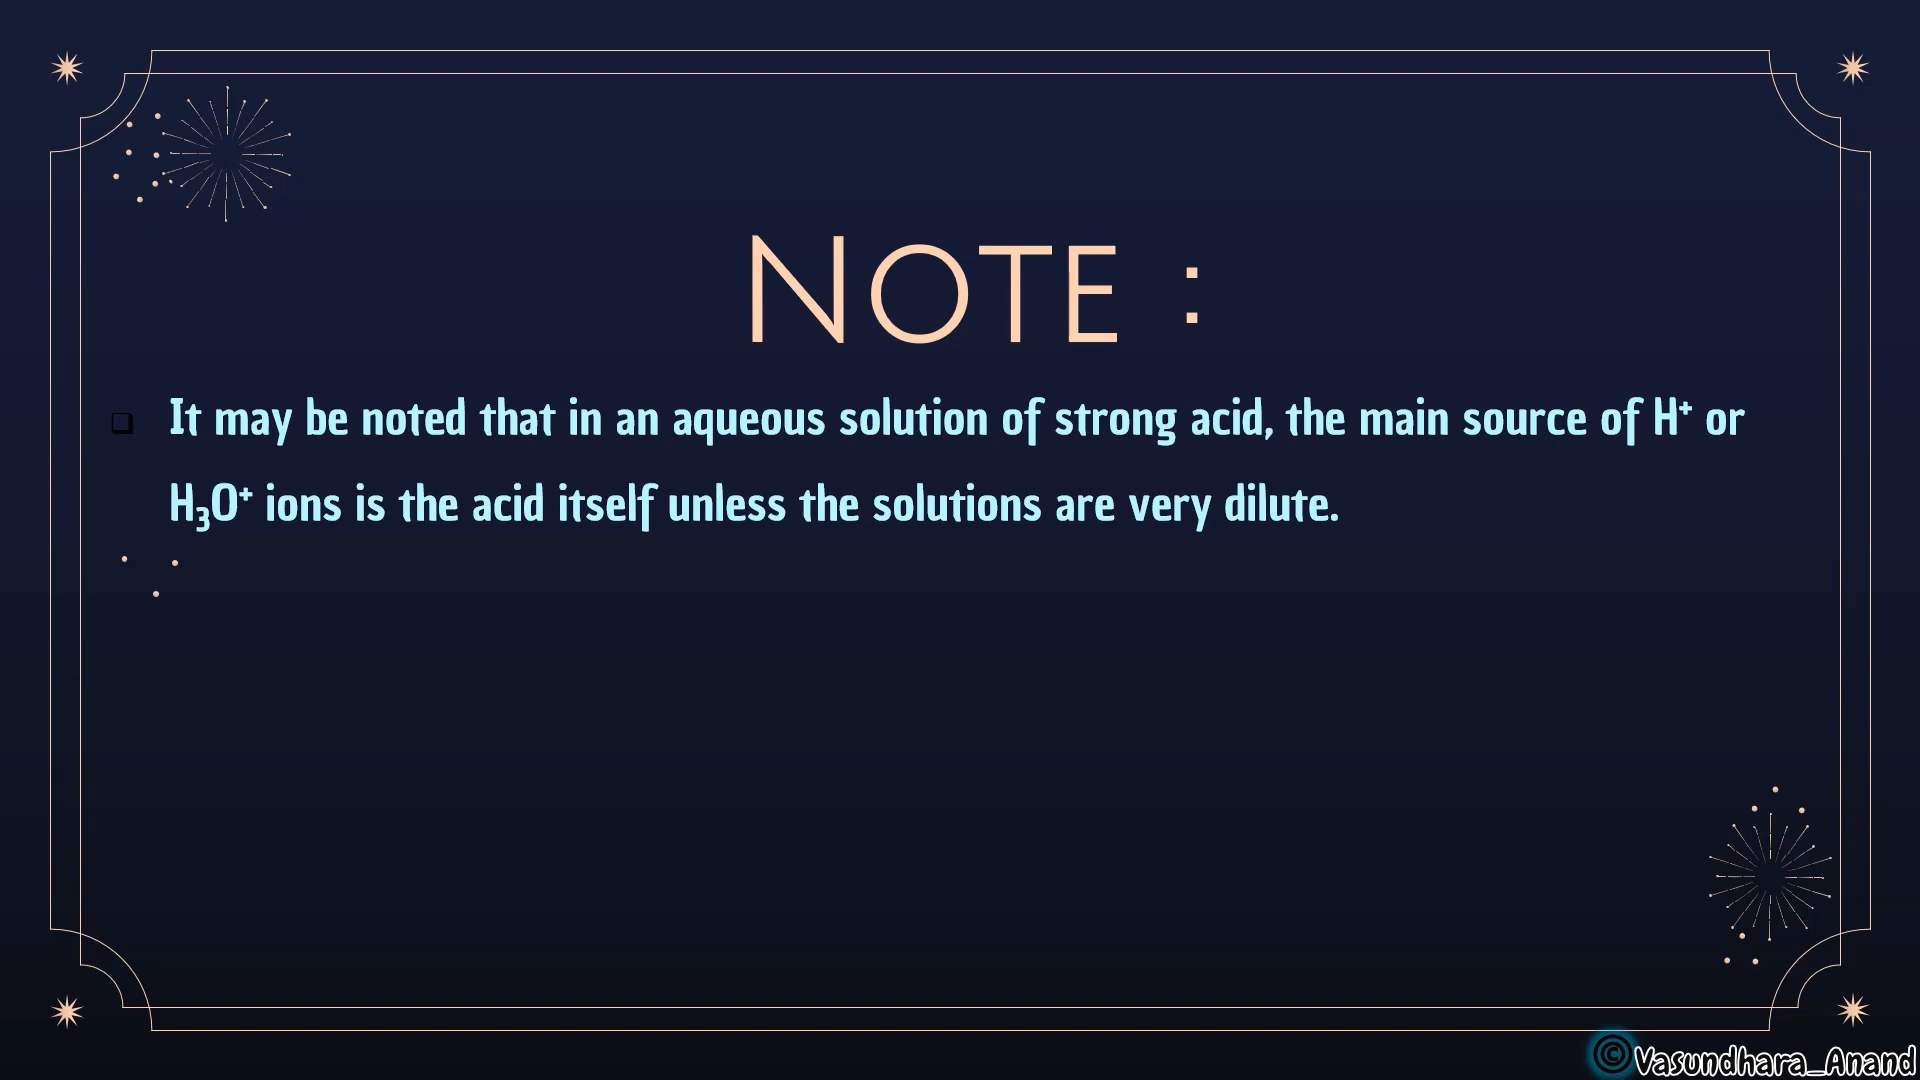 NOTE :
❑ It may be noted that in an aqueous solution of strong acid, the main source of H⁺ or
H₃O⁺ ions is the acid itself unless the solutions are very dilute.
©Vasundhara_Anand